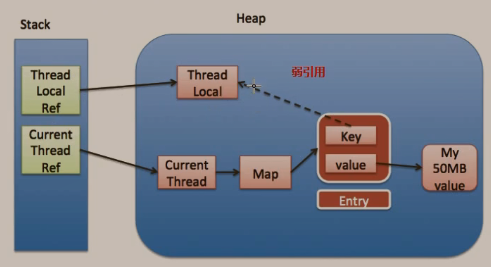 Stack
Heap
Thread
Local
Ref
Thread
Local
弱引用
Current
Thread
Ref
Current
Thread
Map
Key
value
Entry
My
50MB
value